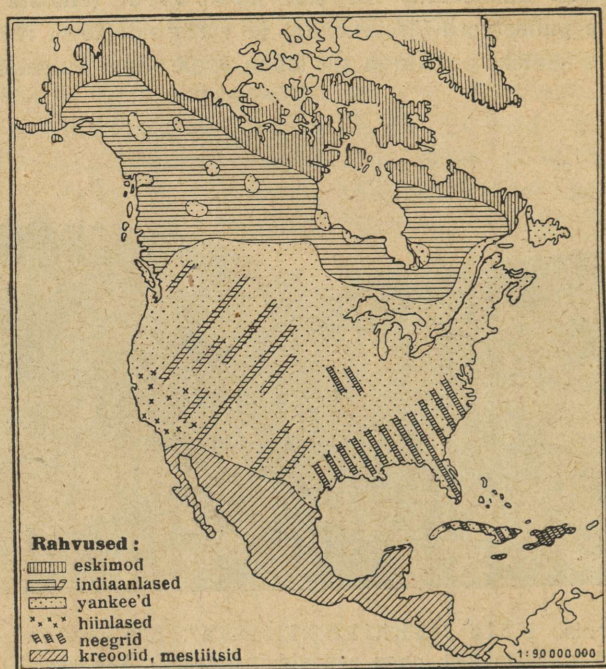 Rahvused :
eskimod
indiaanlased
yankee'd
hiinlased
neegrid
kreoolid, mestiitsid
1:90 000 000